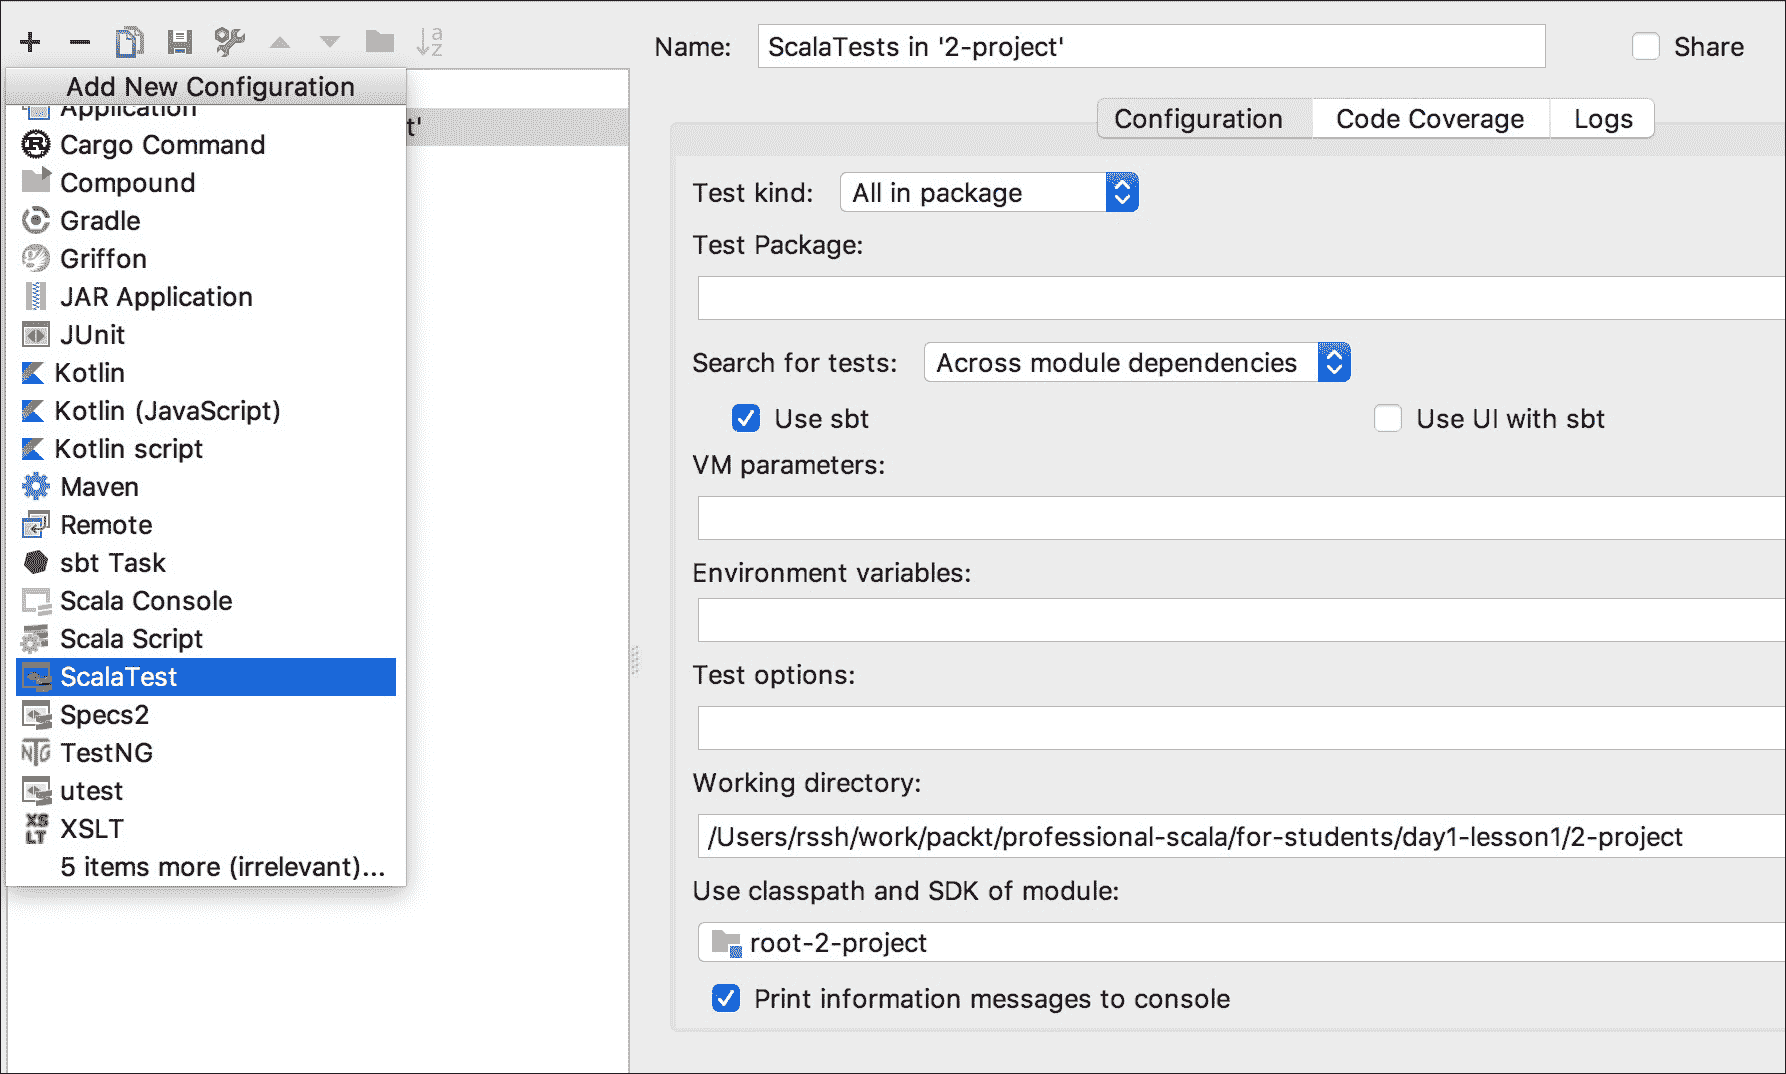 Name: ScalaTests in '2-project' Share
Add New Configuration
Application
t'
Cargo Command
Compound
Gradle
Griffon
JAR Application
JUnit
Kotlin
Kotlin (JavaScript)
Kotlin script
Maven
Remote
sbt Task
Scala Console
Scala Script
ScalaTest
Specs2
TestNG
utest
XSLT
5 items more (irrelevant)...
Configuration Code Coverage Logs
Test kind: All in package
Test Package:
Search for tests: Across module dependencies
Use sbt Use UI with sbt
VM parameters:
Environment variables:
Test options:
Working directory:
/Users/rssh/work/packt/professional-scala/for-students/day1-lesson1/2-project
Use classpath and SDK of module:
root-2-project
Print information messages to console